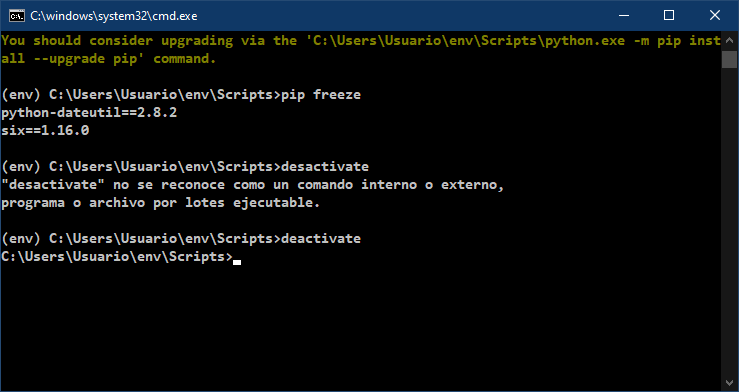 C:\windows\system32\cmd.exe
You should consider upgrading via the 'C:\Users\Usuario\env\Scripts\python.exe -m pip inst
all --upgrade pip' command.
(env) C:\Users\Usuario\env\Scripts>pip freeze
python-dateutil==2.8.2
six==1.16.0
(env) C:\Users\Usuario\env\Scripts>desactivate
"desactivate" no se reconoce como un comando interno o externo,
programa o archivo por lotes ejecutable.
(env) C:\Users\Usuario\env\Scripts>deactivate
C:\Users\Usuario\env\Scripts>